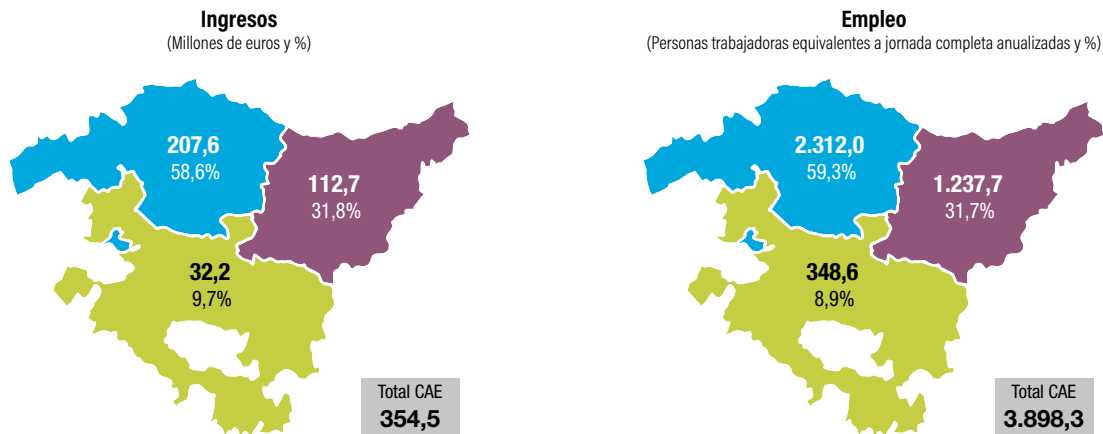 Ingresos
(Millones de euros y %)
207,6
58,6%
112,7
31,8%
32,2
9,7%
Total CAE
354,5
Empleo
(Personas trabajadoras equivalentes a jornada completa anualizadas y %)
2.312,0
59,3%
1.237,7
31,7%
348,6
8,9%
Total CAE
3.898,3